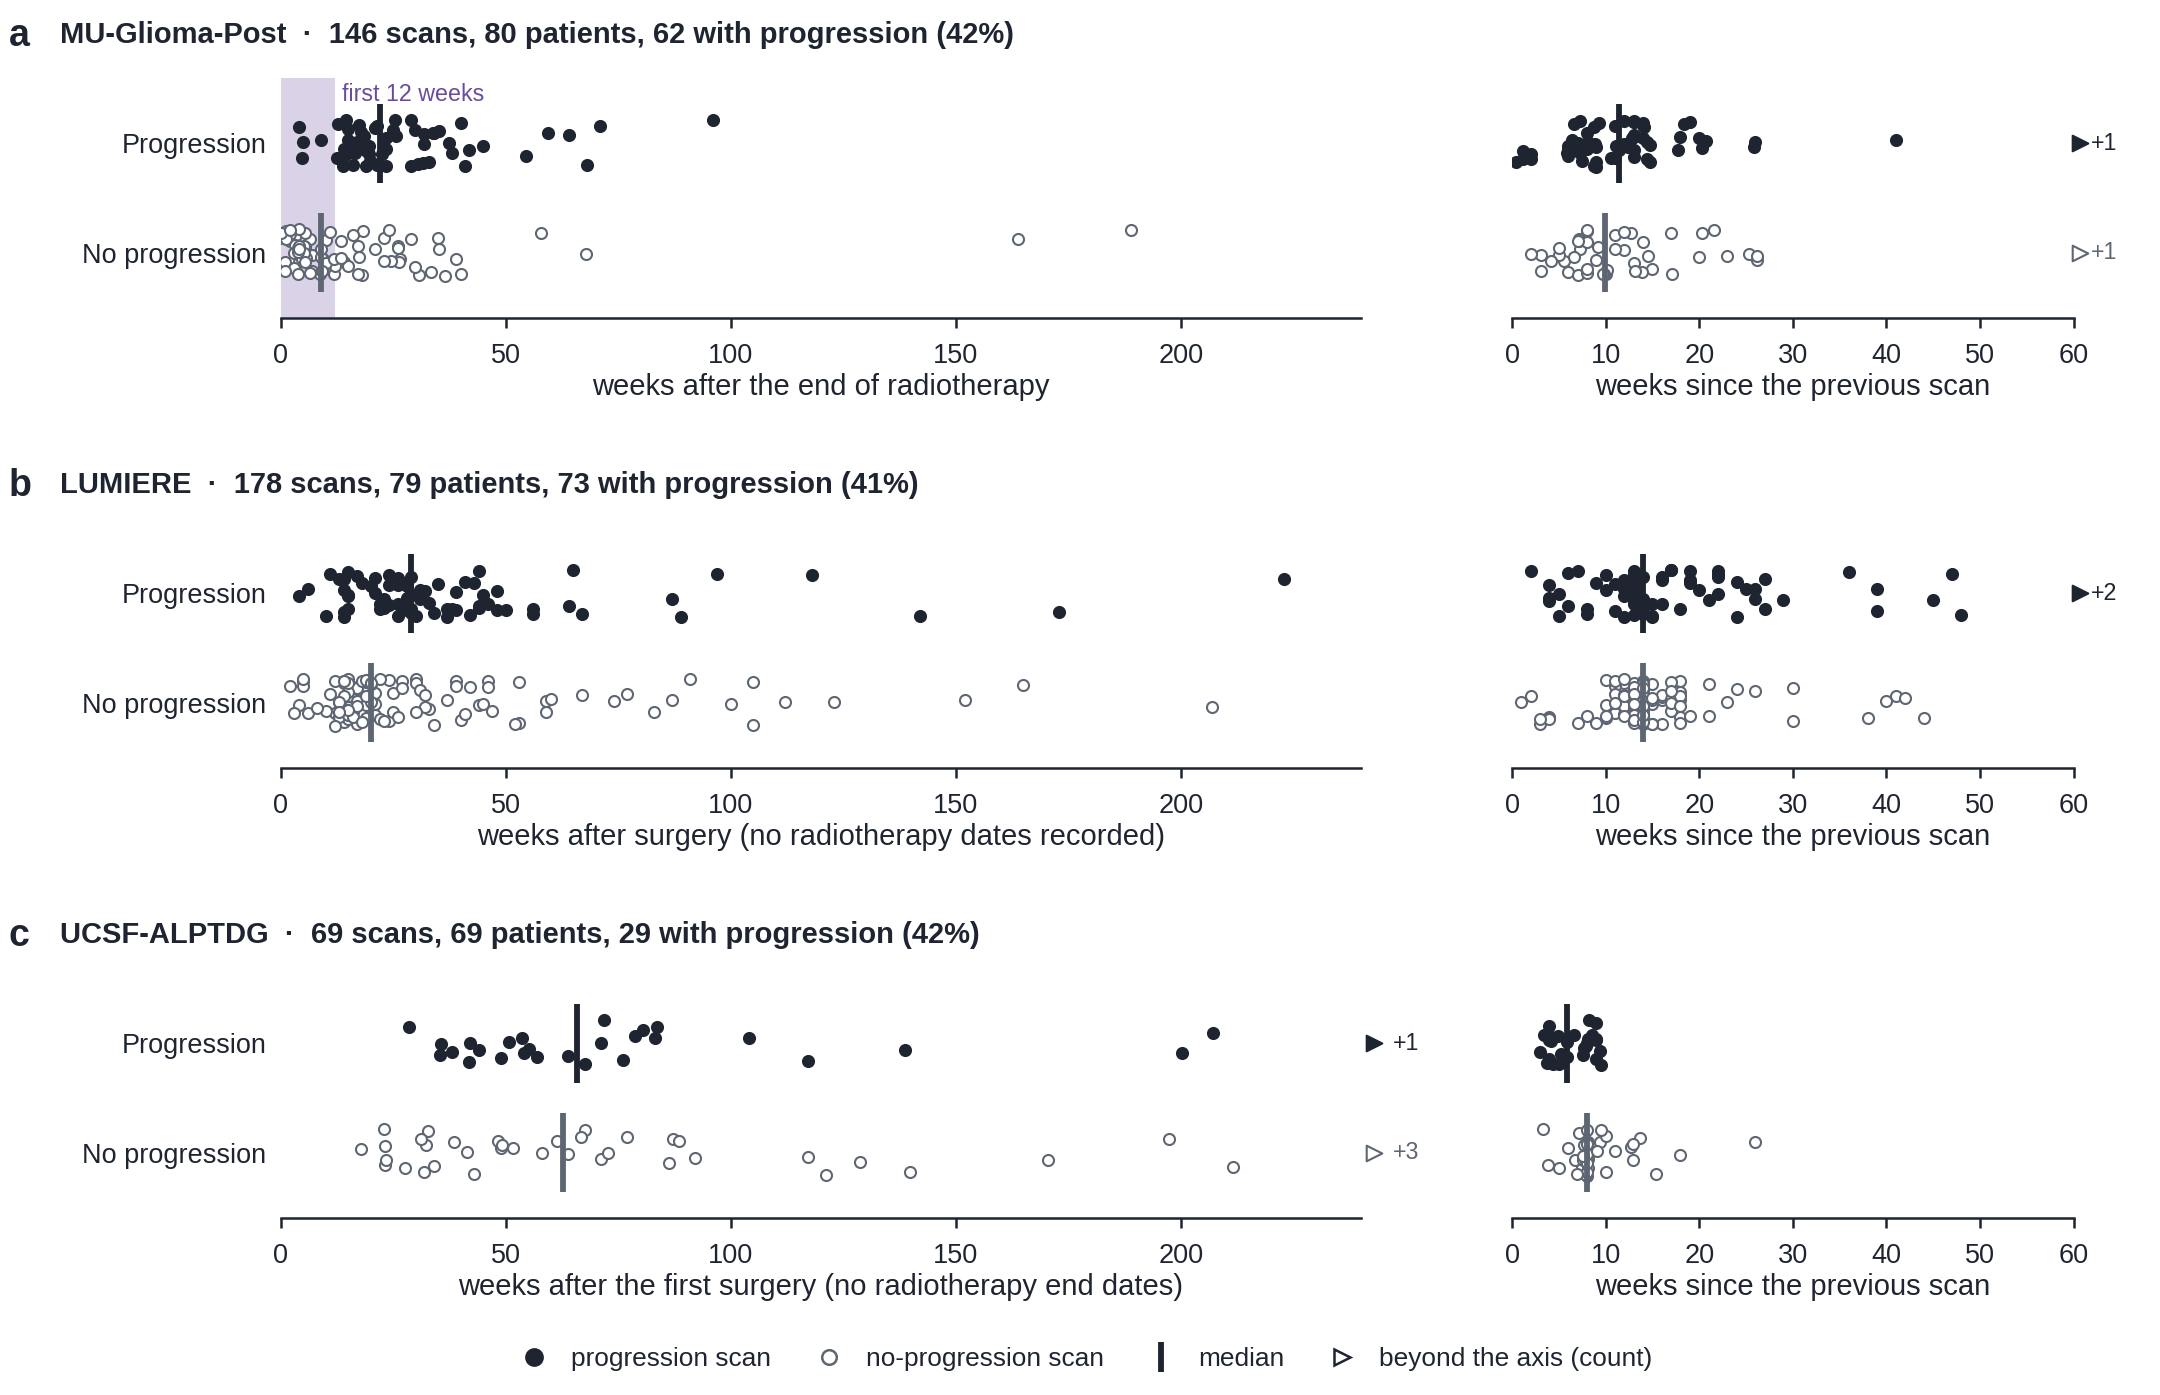 a MU-Glioma-Post · 146 scans, 80 patients, 62 with progression (42%)
first 12 weeks
Progression
+1
No progression
+1
0 50 100 150 200
0 10 20 30 40 50 60
weeks after the end of radiotherapy
weeks since the previous scan
b LUMIERE · 178 scans, 79 patients, 73 with progression (41%)
Progression
+2
No progression
0 50 100 150 200
0 10 20 30 40 50 60
weeks after surgery (no radiotherapy dates recorded)
weeks since the previous scan
c UCSF-ALPTDG · 69 scans, 69 patients, 29 with progression (42%)
Progression
+1
No progression
+3
0 50 100 150 200
0 10 20 30 40 50 60
weeks after the first surgery (no radiotherapy end dates)
weeks since the previous scan
progression scan no-progression scan median beyond the axis (count)